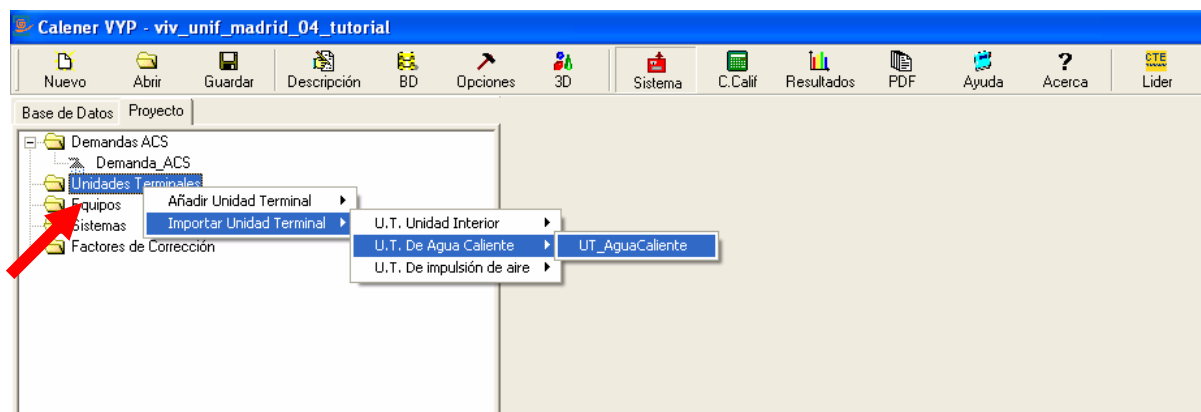 Calener VYP - viv_unif_madrid_04_tutorial
Nuevo Abrir Guardar Descripción BD Opciones 3D Sistema C.Calif Resultados PDF Ayuda Acerca CTE Lider
Base de Datos Proyecto
Demandas ACS
Demanda_ACS
Unidades Terminales
Equipos Añadir Unidad Terminal
Sistemas Importar Unidad Terminal U.T. Unidad Interior
Factores de Corrección U.T. De Agua Caliente UT_AguaCaliente
U.T. De impulsión de aire